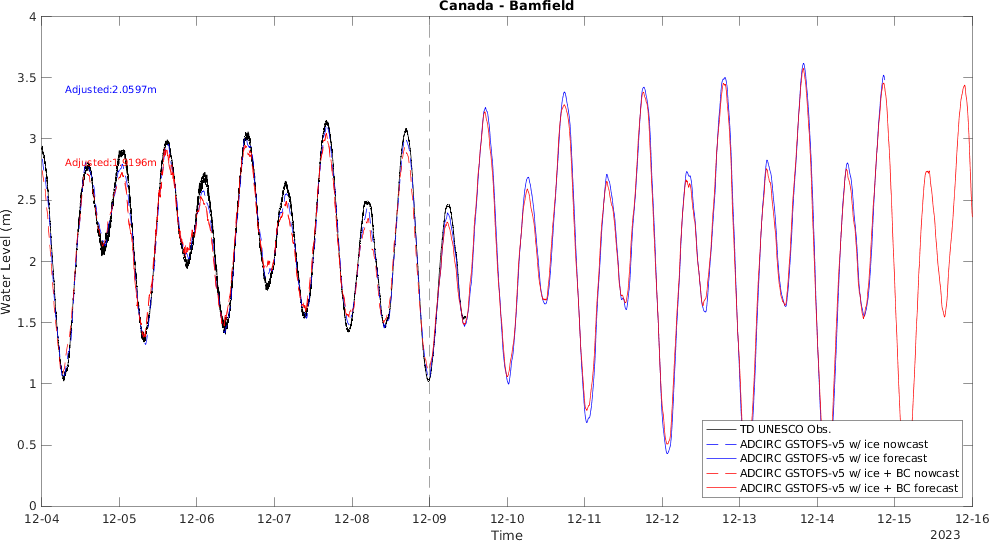 Canada - Bamfield
4
3.5
3
2.5
2
1.5
1
0.5
0
Water Level (m)
Adjusted:2.0597m
12-04
12-05
12-06
12-07
12-08
12-09
12-10
12-11
12-12
12-13
12-14
12-15
12-16
Time
2023
TD UNESCO Obs.
ADCIRC GSTOFS-v5 w/ ice nowcast
ADCIRC GSTOFS-v5 w/ ice forecast
ADCIRC GSTOFS-v5 w/ ice + BC nowcast
ADCIRC GSTOFS-v5 w/ ice + BC forecast